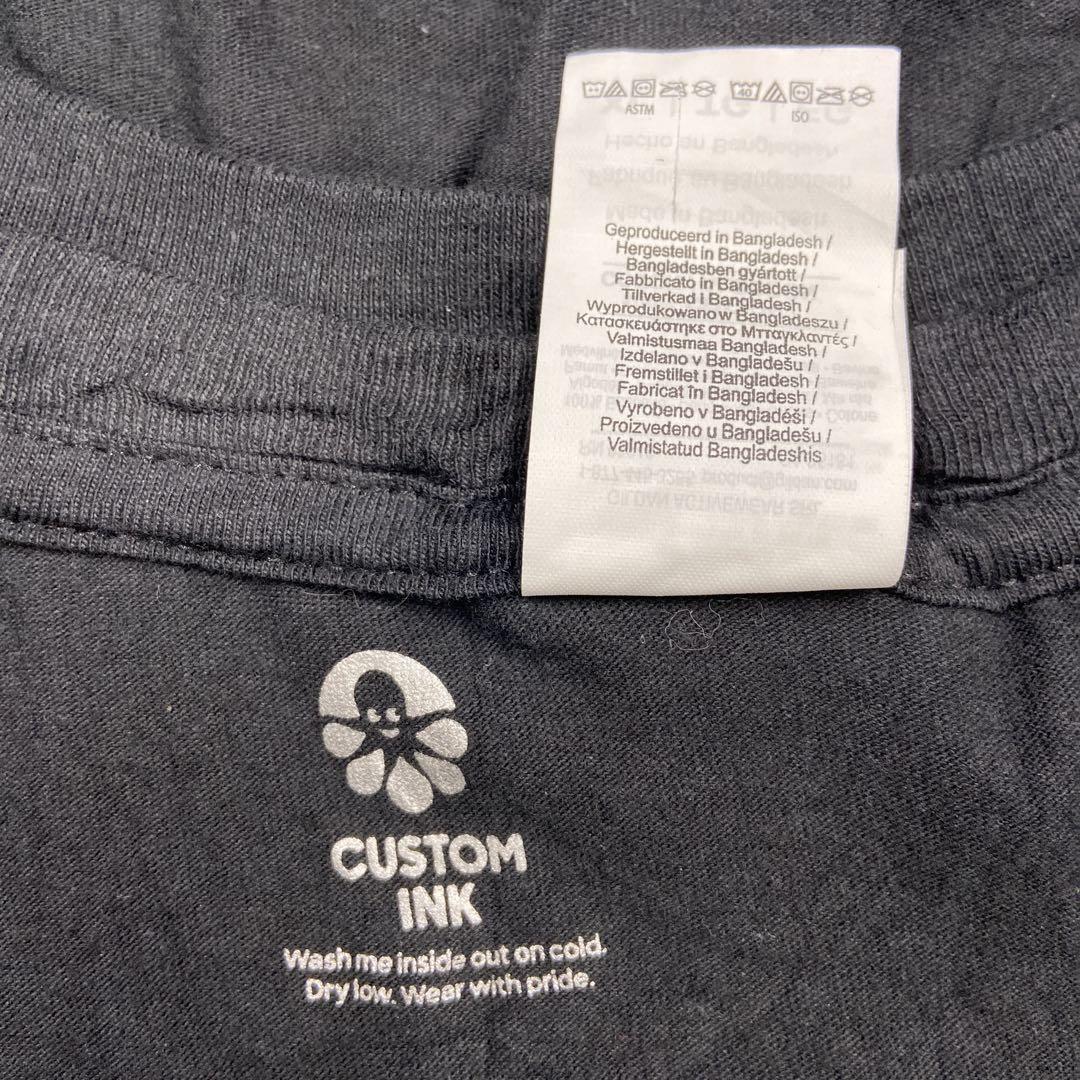 40
ASTM
ISO
Geproduceerd in Bangladesh /
Hergestellt in Bangladesh /
Bangladesben gyártott /
Fabbricato in Bangladesh /
Tillverkad i Bangladesh /
Wyprodukowano w Bangladeszu /
Κατασκευάστηκε στο Μπαγκλαντές /
Valmistusmaa Bangladesh /
Izdelano v Bangladešu /
Fremstillet i Bangladesh /
Fabricat în Bangladesh /
Vyrobeno v Bangladéši /
Proizvedeno u Bangladešu /
Valmistatud Bangladeshis
CUSTOM
INK
Wash me inside out on cold.
Dry low. Wear with pride.